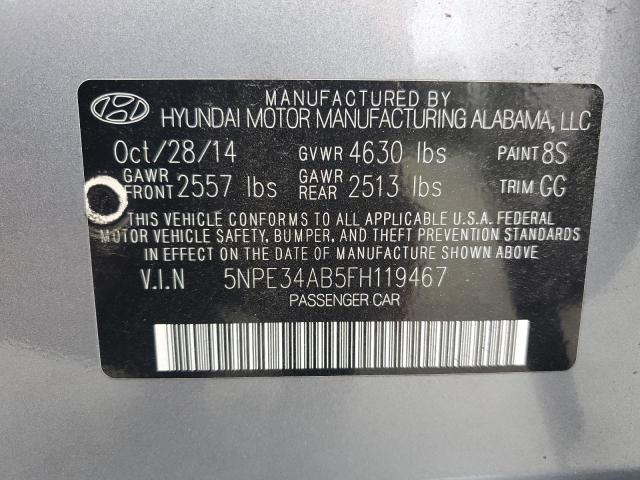 MANUFACTURED BY
HYUNDAI MOTOR MANUFACTURING ALABAMA, LLC
Oct/28/14 GVWR 4630 lbs PAINT 8S
GAWR FRONT 2557 lbs GAWR REAR 2513 lbs TRIM GG
THIS VEHICLE CONFORMS TO ALL APPLICABLE U.S.A. FEDERAL
MOTOR VEHICLE SAFETY, BUMPER, AND THEFT PREVENTION STANDARDS
IN EFFECT ON THE DATE OF MANUFACTURE SHOWN ABOVE
V.I.N 5NPE34AB5FH119467
PASSENGER CAR